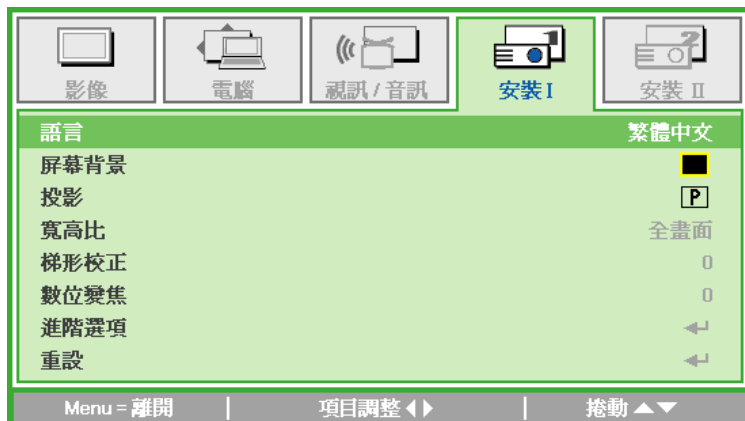 影像 電腦 視訊 / 音訊 安裝 I 安裝 II
語言 繁體中文
屏幕背景
投影 P
寬高比 全畫面
梯形校正 0
數位變焦 0
進階選項
重設
Menu = 離開 項目調整 捲動